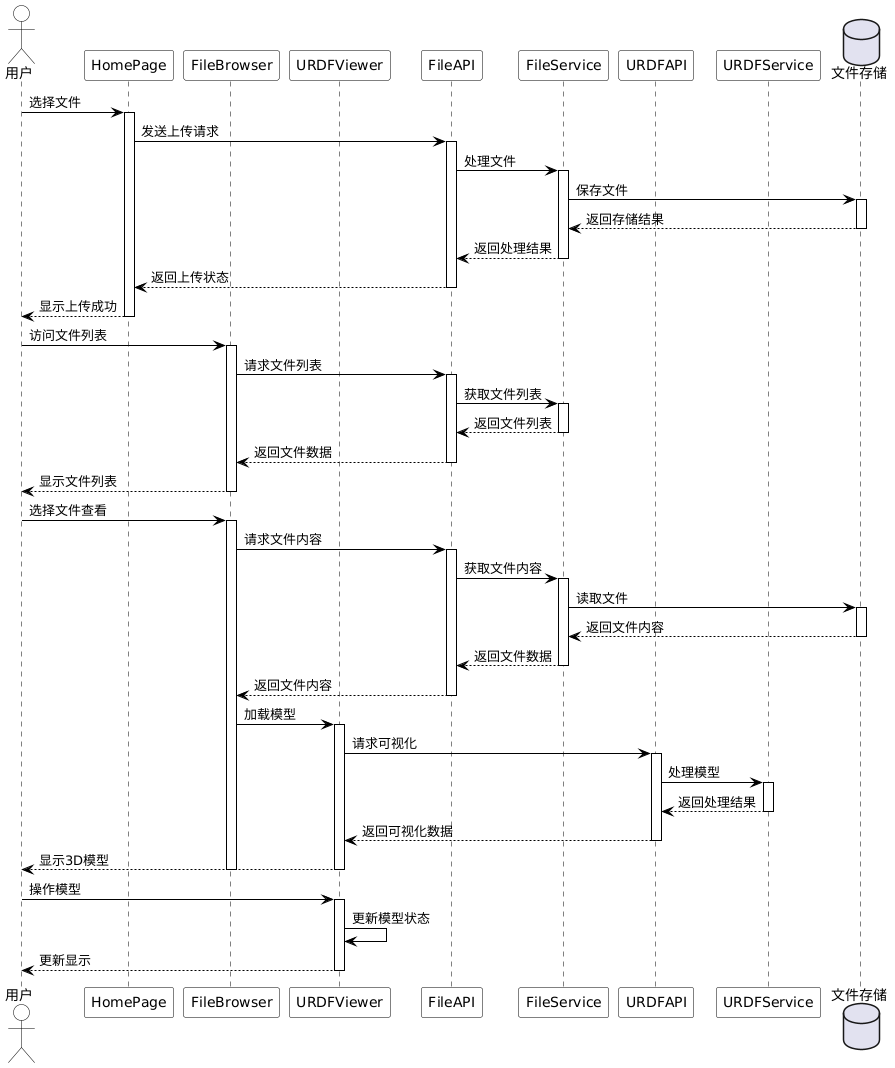 用户
HomePage
FileBrowser
URDFViewer
FileAPI
FileService
URDFAPI
URDFService
文件存储
选择文件
发送上传请求
处理文件
保存文件
返回存储结果
返回处理结果
返回上传状态
显示上传成功
访问文件列表
请求文件列表
获取文件列表
返回文件列表
返回文件数据
显示文件列表
选择文件查看
请求文件内容
获取文件内容
读取文件
返回文件内容
返回文件数据
返回文件内容
加载模型
请求可视化
处理模型
返回处理结果
返回可视化数据
显示3D模型
操作模型
更新模型状态
更新显示
用户
HomePage
FileBrowser
URDFViewer
FileAPI
FileService
URDFAPI
URDFService
文件存储